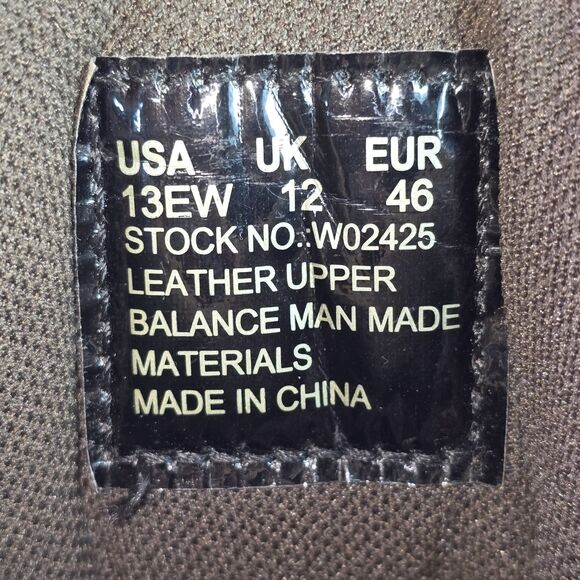 USA UK EUR
13EW 12 46
STOCK NO.:W02425
LEATHER UPPER
BALANCE MAN MADE
MATERIALS
MADE IN CHINA